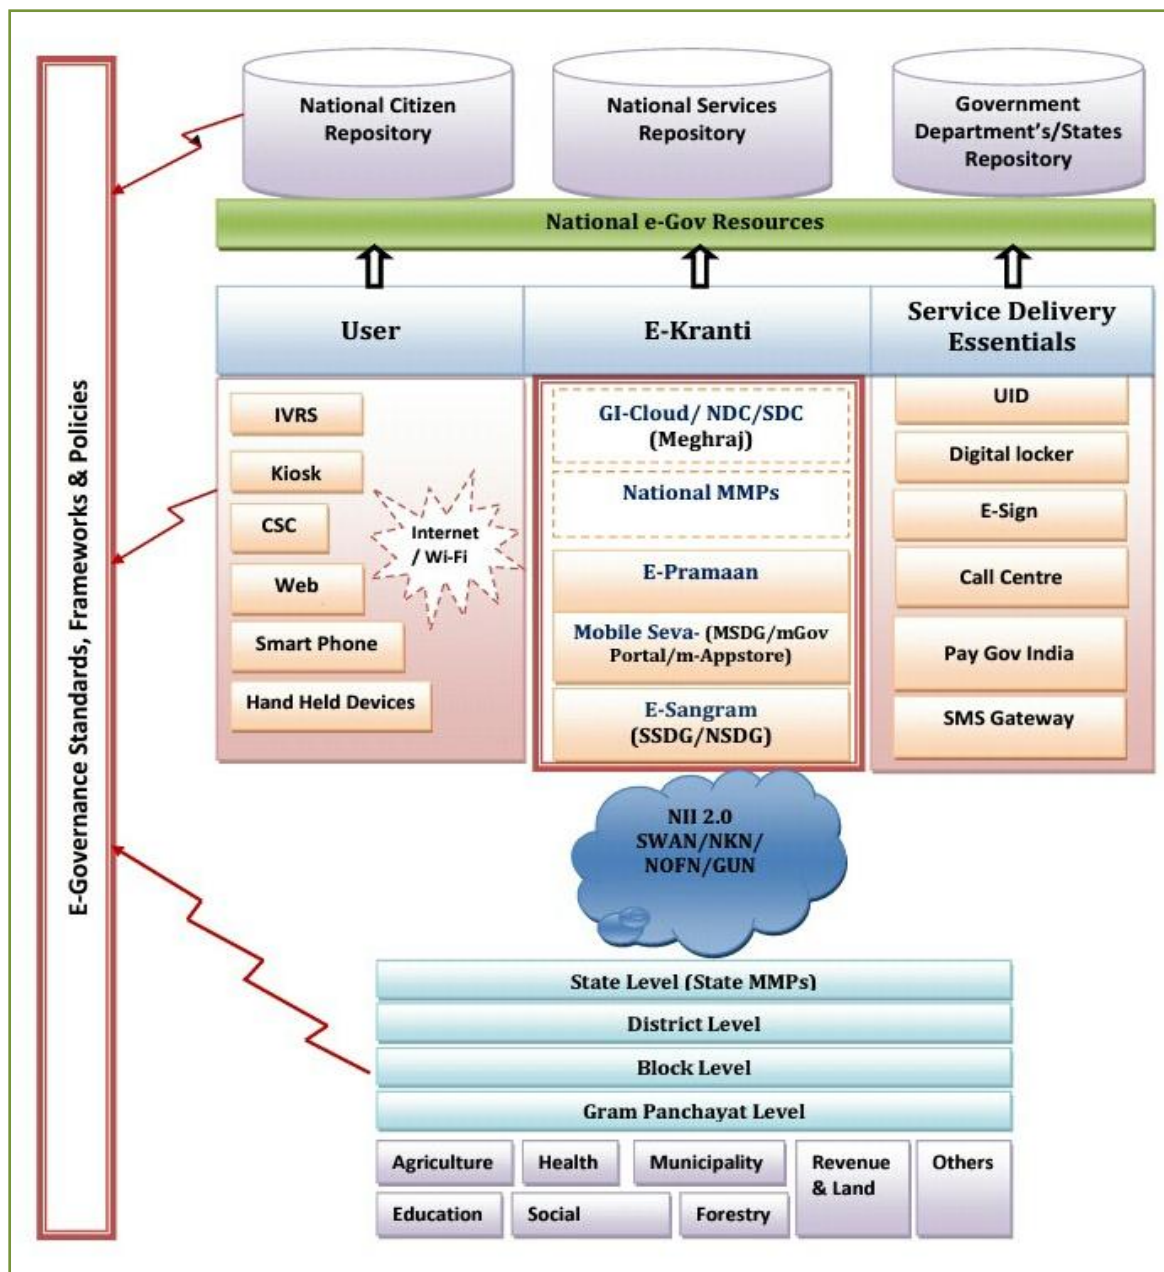 National Citizen
Repository
National Services
Repository
Government
Department's/States
Repository
National e-Gov Resources
User
E-Kranti
Service Delivery
Essentials
E-Governance Standards, Frameworks & Policies
IVRS
Kiosk
CSC
Web
Smart Phone
Hand Held Devices
Internet
/ Wi-Fi
GI-Cloud/ NDC/SDC
(Meghraj)
National MMPs
E-Pramaan
Mobile Seva- (MSDG/mGov
Portal/m-Appstore)
E-Sangram
(SSDG/NSDG)
UID
Digital locker
E-Sign
Call Centre
Pay Gov India
SMS Gateway
NII 2.0
SWAN/NKN/
NOFN/GUN
State Level (State MMPs)
District Level
Block Level
Gram Panchayat Level
Agriculture
Health
Municipality
Revenue
& Land
Others
Education
Social
Forestry